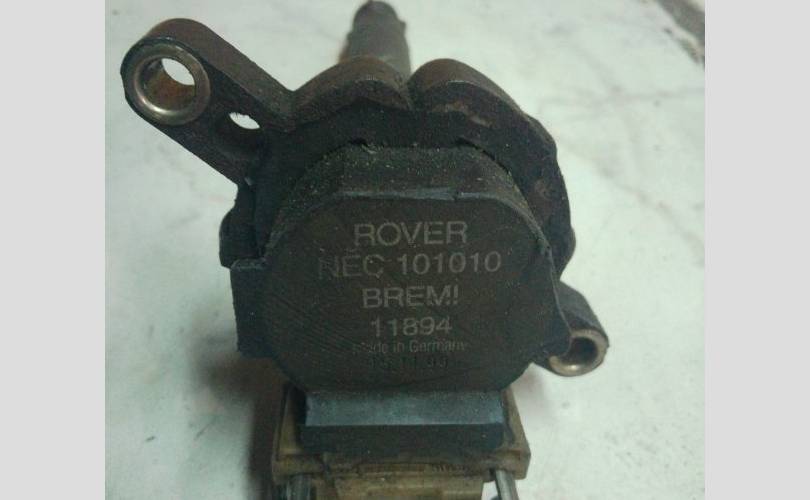 ROVER
NEC 101010
BREMI
11894
Made in Germany